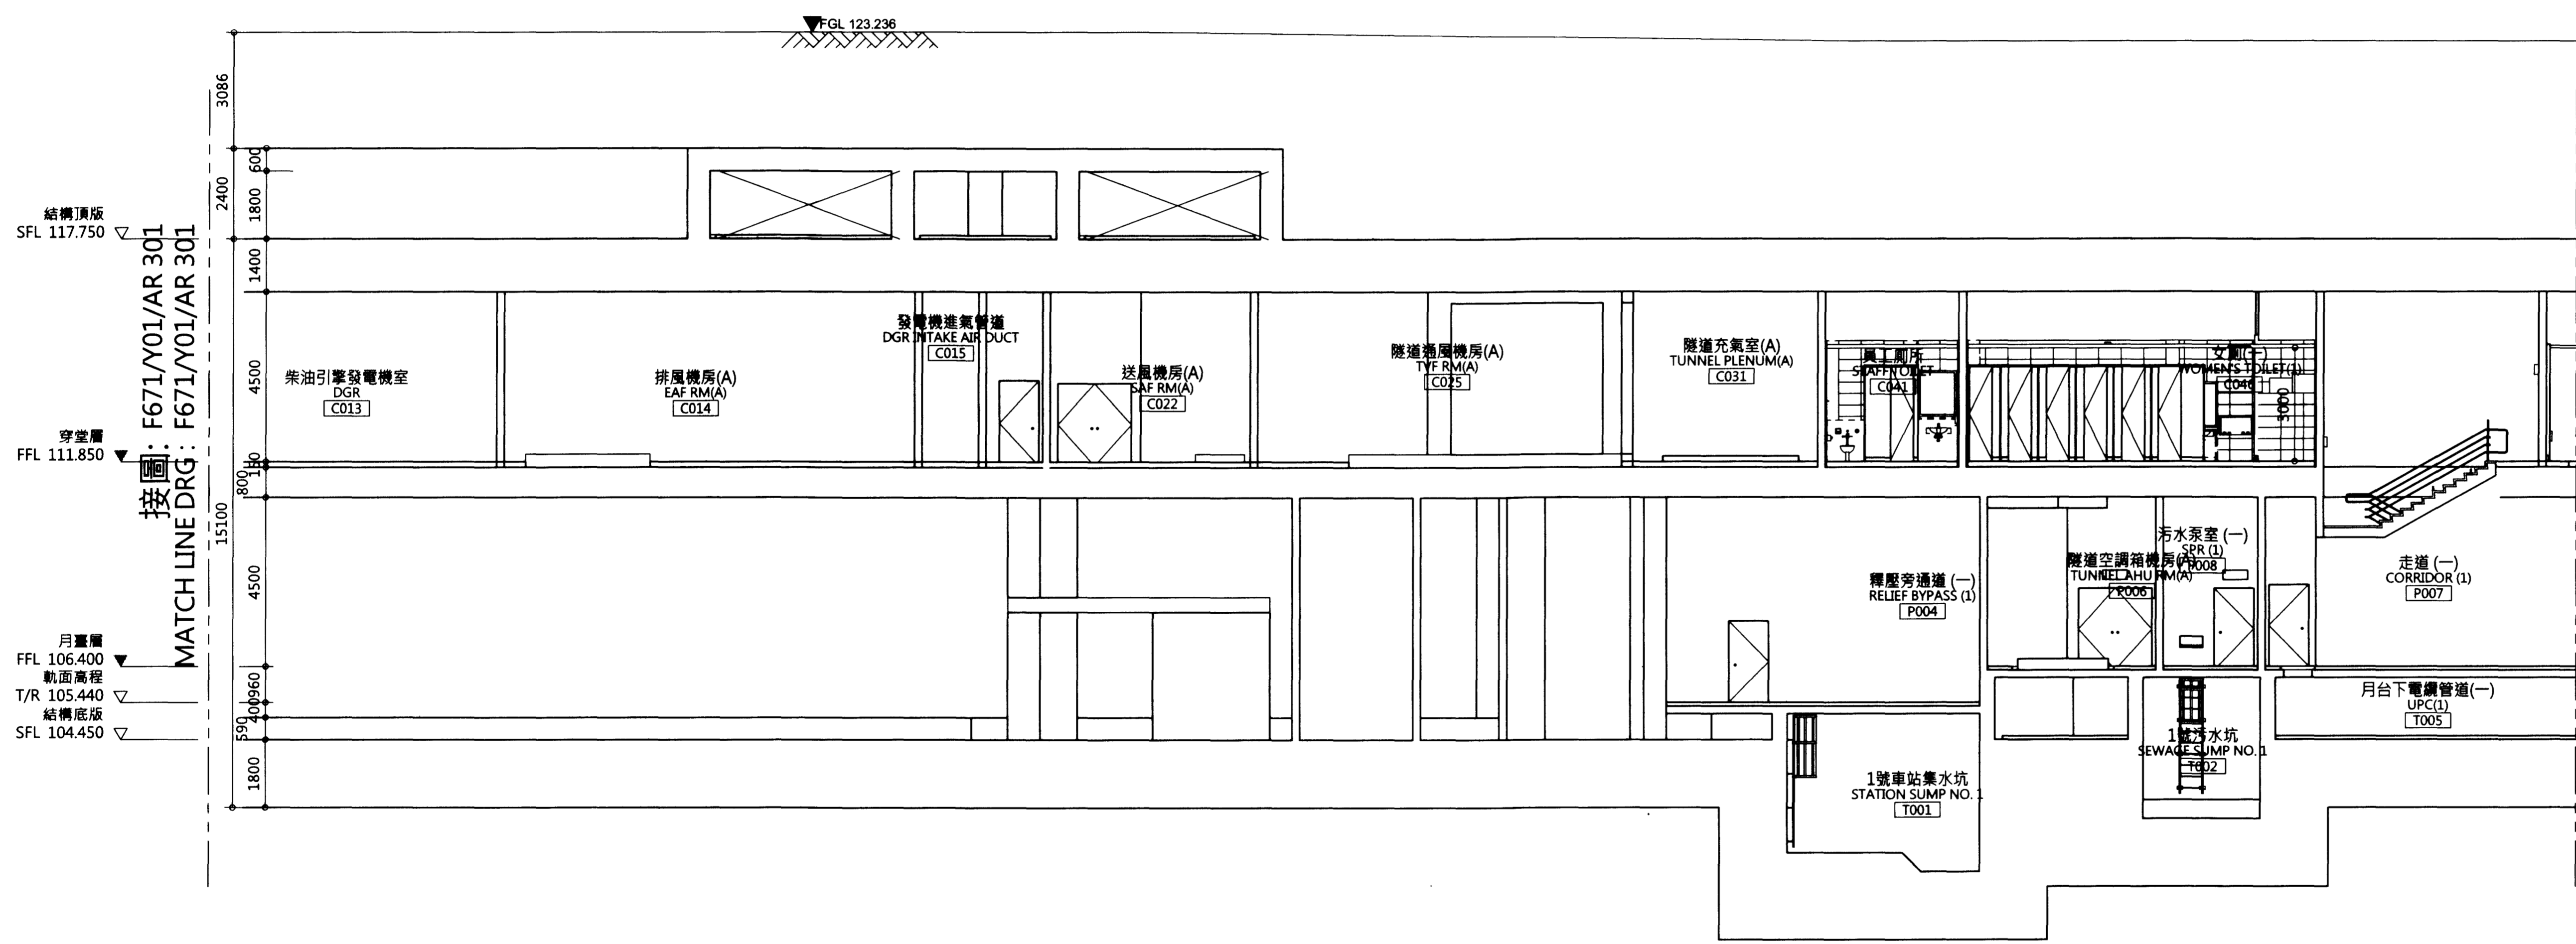 FGL 123.236
3086
2400
600
1800
1400
4500
150
800
15100
4500
960
400
590
1800
結構頂版
SFL 117.750
穿堂層
FFL 111.850
月臺層
FFL 106.400
軌面高程
T/R 105.440
結構底版
SFL 104.450
接圖: F671/Y01/AR 301
MATCH LINE DRG: F671/Y01/AR 301
柴油引擎發電機室
DGR
C013
排風機房(A)
EAF RM(A)
C014
發電機進氣管道
DGR INTAKE AIR DUCT
C015
送風機房(A)
SAF RM(A)
C022
隧道通風機房(A)
TVF RM(A)
C025
隧道充氣室(A)
TUNNEL PLENUM(A)
C031
員工廁所
STAFF TOILET
C041
女廁(一)
WOMEN'S TOILET(1)
C046
3000
釋壓旁通道 (一)
RELIEF BYPASS (1)
P004
隧道空調箱機房(A)
TUNNEL AHU RM(A)
P006
污水泵室 (一)
SPR (1)
P008
走道 (一)
CORRIDOR (1)
P007
月台下電纜管道(一)
UPC(1)
T005
1號污水坑
SEWAGE SUMP NO. 1
T002
1號車站集水坑
STATION SUMP NO. 1
T001